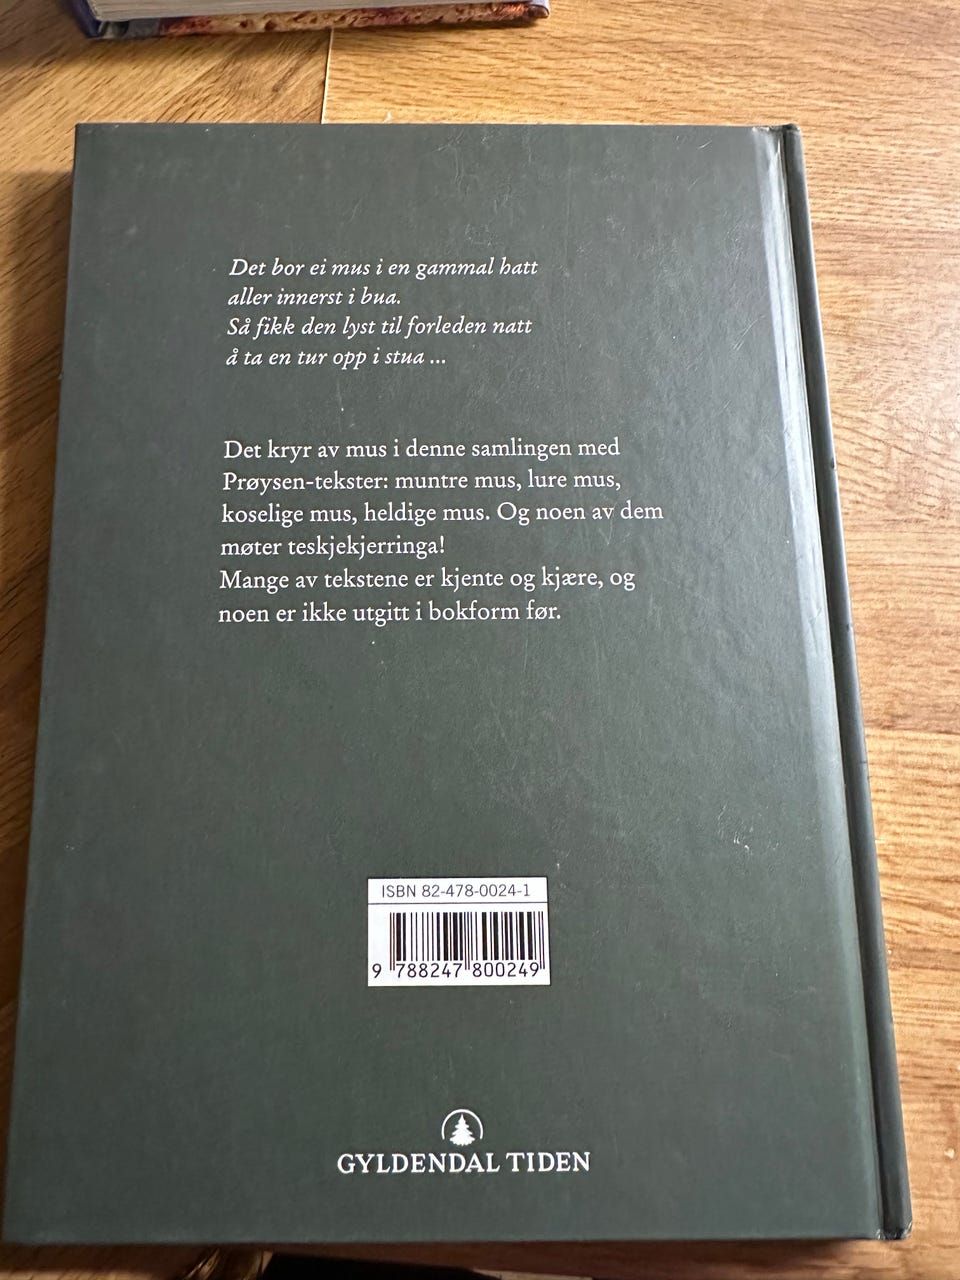 Det bor ei mus i en gammal hatt
aller innerst i bua.
Så fikk den lyst til forleden natt
å ta en tur opp i stua ...
Det kryr av mus i denne samlingen med
Prøysen-tekster: muntre mus, lure mus,
koselige mus, heldige mus. Og noen av dem
møter teskjekjerringa!
Mange av tekstene er kjente og kjære, og
noen er ikke utgitt i bokform før.
ISBN 82-478-0024-1
9 788247 800249
GYLDENDAL TIDEN